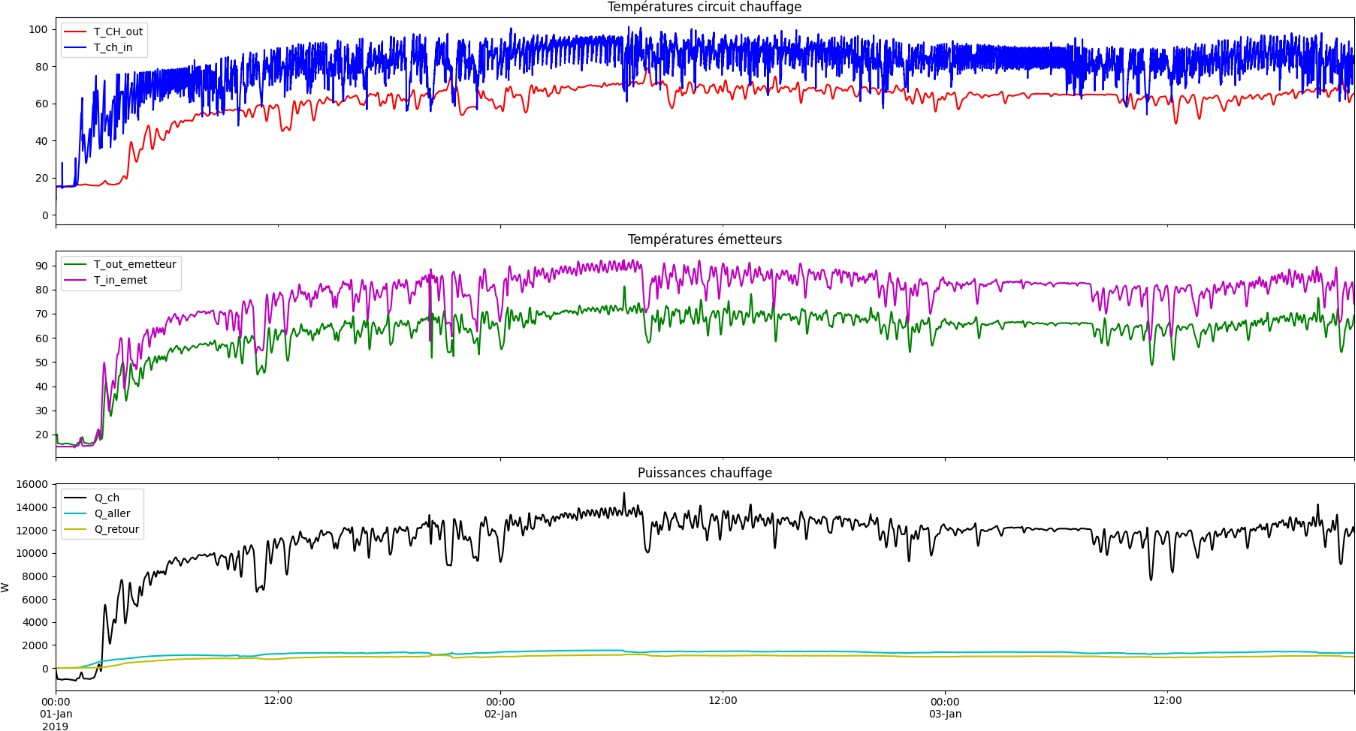 Températures circuit chauffage
T_CH_out
T_ch_in
100
80
60
40
20
0
Températures émetteurs
T_out_emetteur
T_in_emet
90
80
70
60
50
40
30
20
Puissances chauffage
Q_ch
Q_aller
Q_retour
16000
14000
12000
10000
8000
6000
4000
2000
0
W
00:00 12:00 00:00 12:00 00:00 12:00
01-Jan 02-Jan 03-Jan
2019